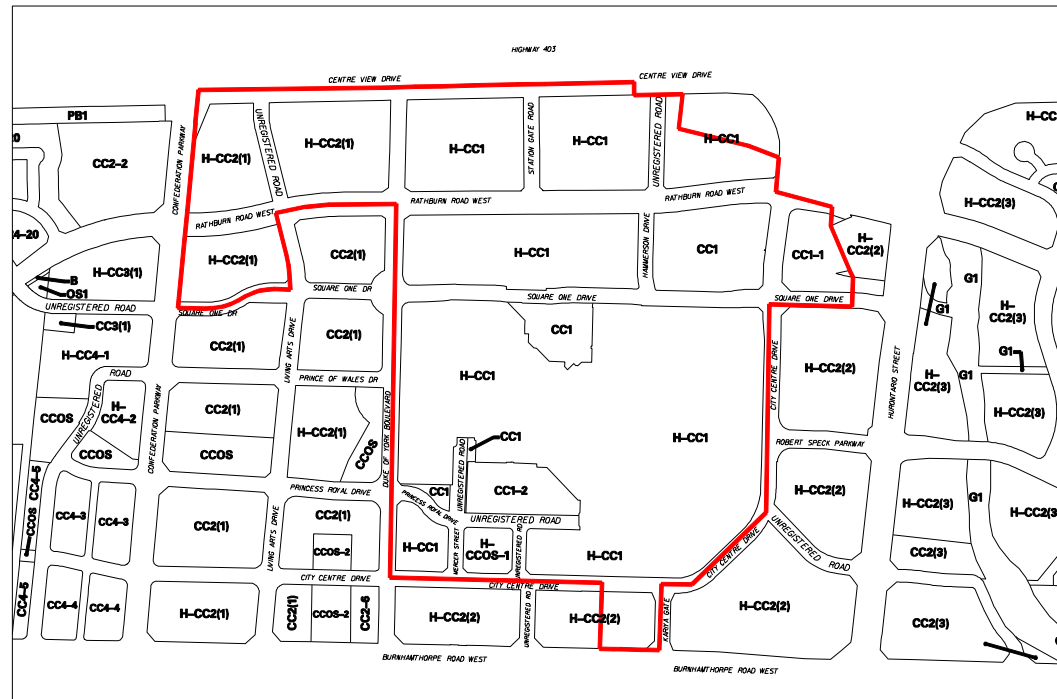 HIGHWAY 403
CENTRE VIEW DRIVE
CENTRE VIEW DRIVE
PB1
CC2-2
CONFEDERATION PARKWAY
H-CC2(1)
UNREGISTERED ROAD
H-CC2(1)
H-CC1
STATION GATE ROAD
H-CC1
UNREGISTERED ROAD
H-CC1
RATHBURN ROAD WEST
RATHBURN ROAD WEST
RATHBURN ROAD WEST
H-CC2(3)
4-20
H-CC3(1)
B
OS1
H-CC2(1)
CC2(1)
H-CC1
HAMMERSON DRIVE
CC1
CC1-1
H-
CC2(2)
G1
G1
H-
CC2(3)
UNREGISTERED ROAD
SQUARE ONE DR
SQUARE ONE DR
SQUARE ONE DRIVE
SQUARE ONE DRIVE
CC3(1)
H-CC4-1
ROAD
CC2(1)
LIVING ARTS DRIVE
CC2(1)
PRINCE OF WALES DR
CC1
H-CC1
CITY CENTRE DRIVE
H-CC2(2)
HURONTARIO STREET
H-
CC2(3)
G1
G1
H-CC2(3)
CCOS
UNREGISTERED
H-
CC4-2
CCOS
CONFEDERATION PARKWAY
CC2(1)
CCOS
H-CC2(1)
CCOS
DUKE OF YORK BOULEVARD
H-CC1
ROBERT SPECK PARKWAY
CC1
UNREGISTERED ROAD
CC1-2
CC1
PRINCESS ROYAL DRIVE
PRINCESS ROYAL DRIVE
CC4-5
CCOS
CC4-3
CC4-3
CC2(1)
LIVING ARTS DRIVE
CC2(1)
CCOS-2
H-CC1
MERCER STREET
H-
CCOS-1
UNREGISTERED RD
UNREGISTERED ROAD
H-CC1
CITY CENTRE DRIVE
H-CC2(2)
UNREGISTERED ROAD
H-CC2(3)
G1
CC2(3)
CITY CENTRE DRIVE
CITY CENTRE DRIVE
CC4-5
CC4-4
CC4-4
H-CC2(1)
CC2(1)
CCOS-2
CC2-6
H-CC2(2)
UNREGISTERED RD
H-CC2(2)
KARIYA GATE
H-CC2(2)
CC2(3)
BURNHAMTHORPE ROAD WEST
BURNHAMTHORPE ROAD WEST